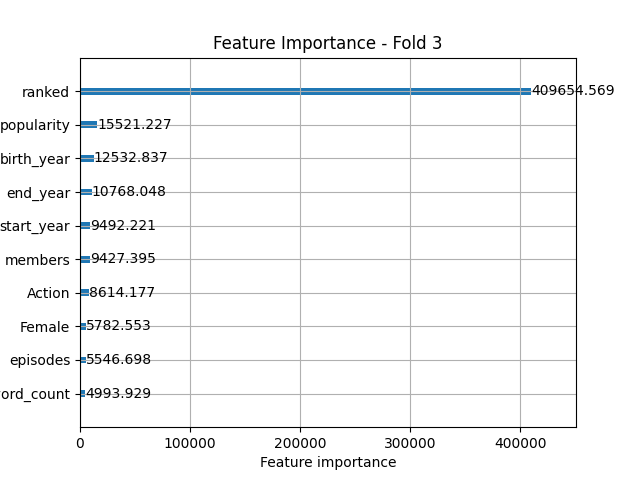 Feature Importance - Fold 3
ranked 409654.569
popularity 15521.227
birth_year 12532.837
end_year 10768.048
start_year 9492.221
members 9427.395
Action 8614.177
Female 5782.553
episodes 5546.698
ord_count 4993.929
0 100000 200000 300000 400000
Feature importance